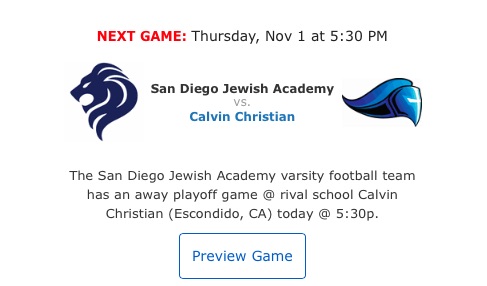 NEXT GAME: Thursday, Nov 1 at 5:30 PM
San Diego Jewish Academy
vs.
Calvin Christian
The San Diego Jewish Academy varsity football team
has an away playoff game @ rival school Calvin
Christian (Escondido, CA) today @ 5:30p.
Preview Game